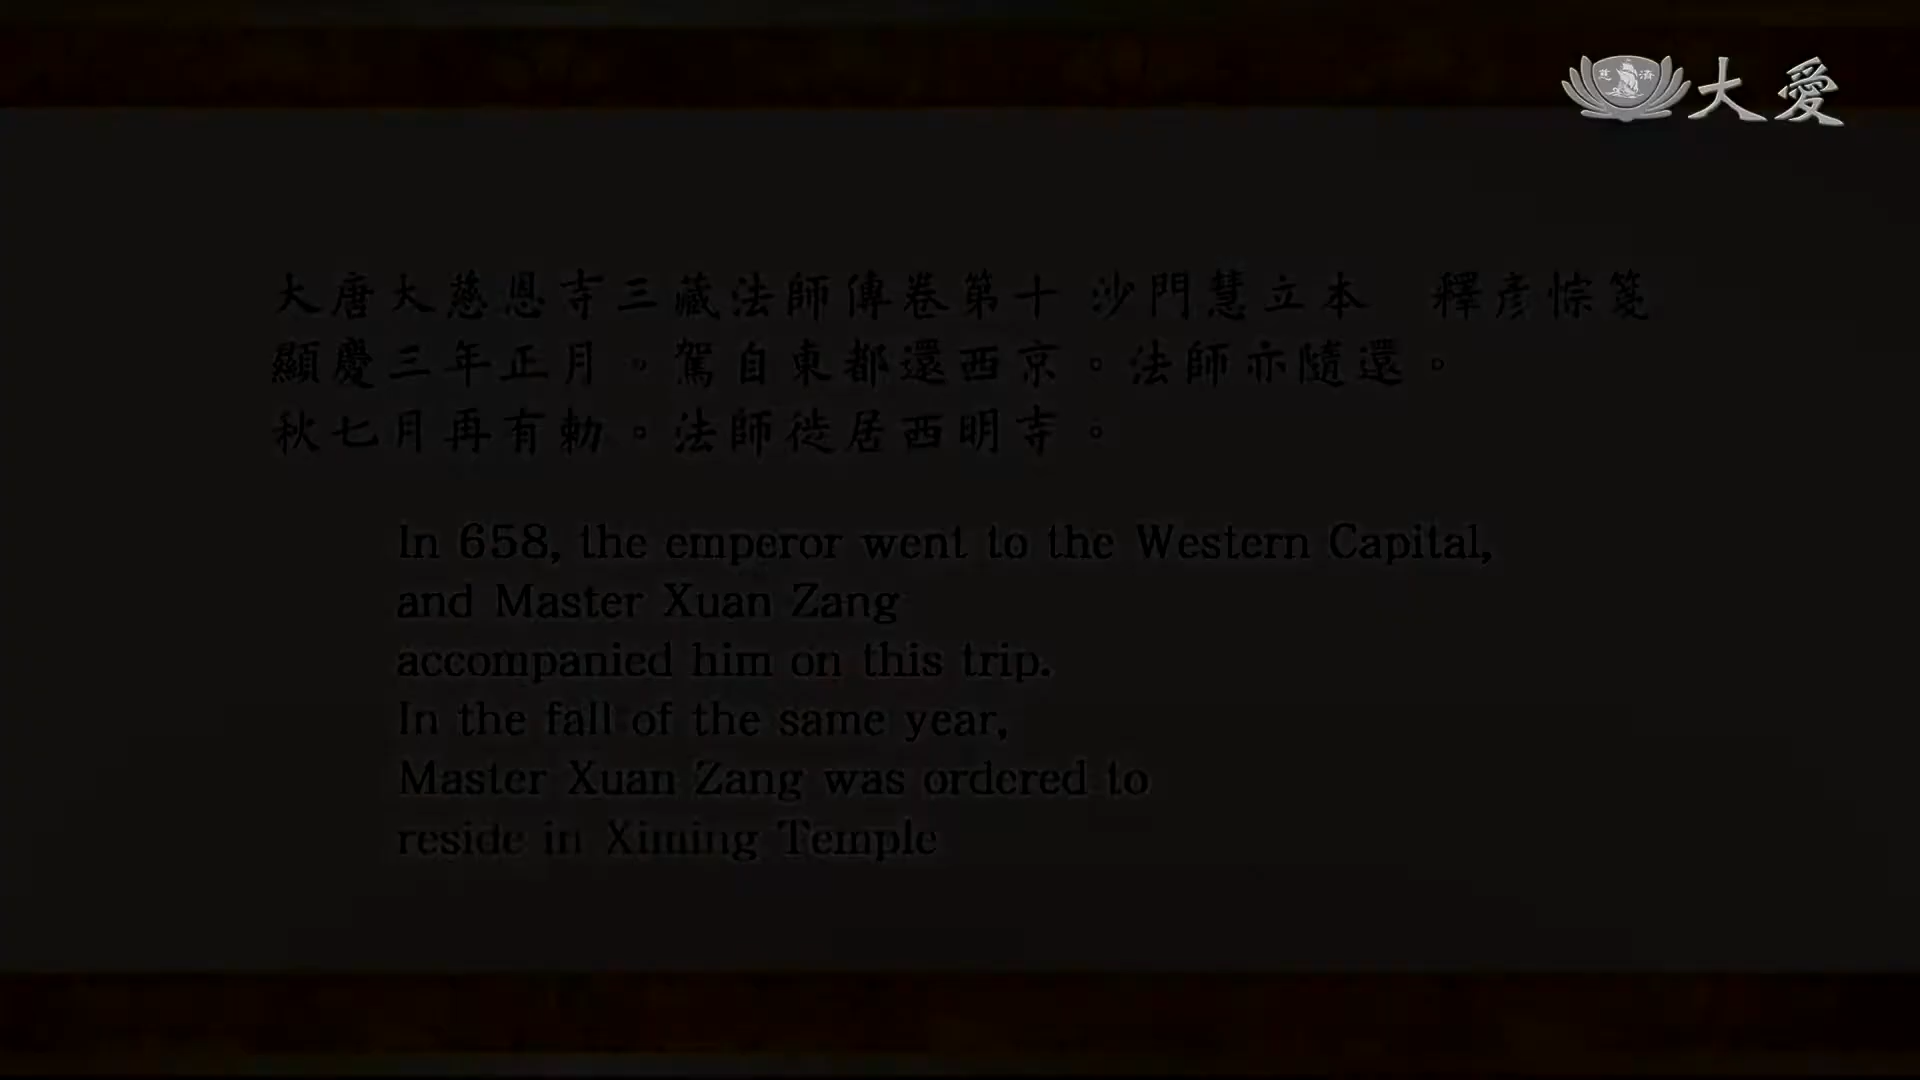 慈濟 大愛
大唐大慈恩寺三藏法師傳卷第十 沙門慧立本 釋彥悰箋
顯慶三年正月。駕自東都還西京。法師亦隨還。
秋七月再有勅。法師徙居西明寺。
In 658, the emperor went to the Western Capital,
and Master Xuan Zang
accompanied him on this trip.
In the fall of the same year,
Master Xuan Zang was ordered to
reside in Ximing Temple